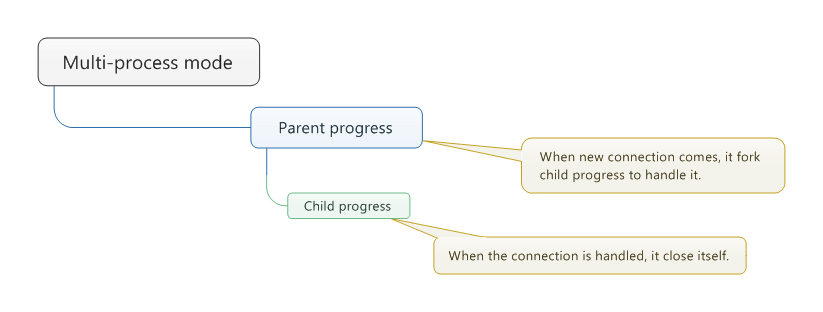 Multi-process mode
Parent progress
When new connection comes, it fork
child progress to handle it.
Child progress
When the connection is handled, it close itself.